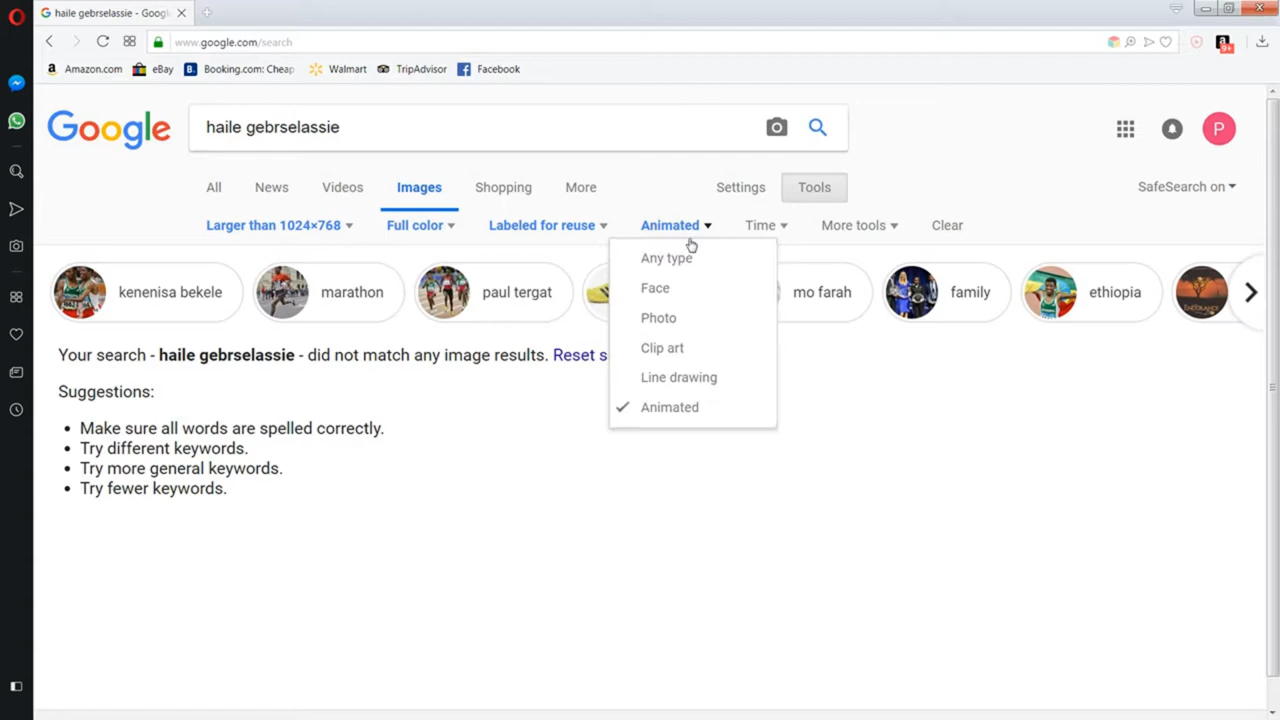 haile gebrselassie - Goog
www.google.com/search
9+
Amazon.com eBay Booking.com: Cheap Walmart TripAdvisor Facebook
Google haile gebrselassie P
All News Videos Images Shopping More Settings Tools SafeSearch on
Larger than 1024×768 Full color Labeled for reuse Animated Time More tools Clear
Any type
Face
Photo
Clip art
Line drawing
Animated
kenenisa bekele marathon paul tergat mo farah family ethiopia
Your search - haile gebrselassie - did not match any image results. Reset s
Suggestions:
• Make sure all words are spelled correctly.
• Try different keywords.
• Try more general keywords.
• Try fewer keywords.